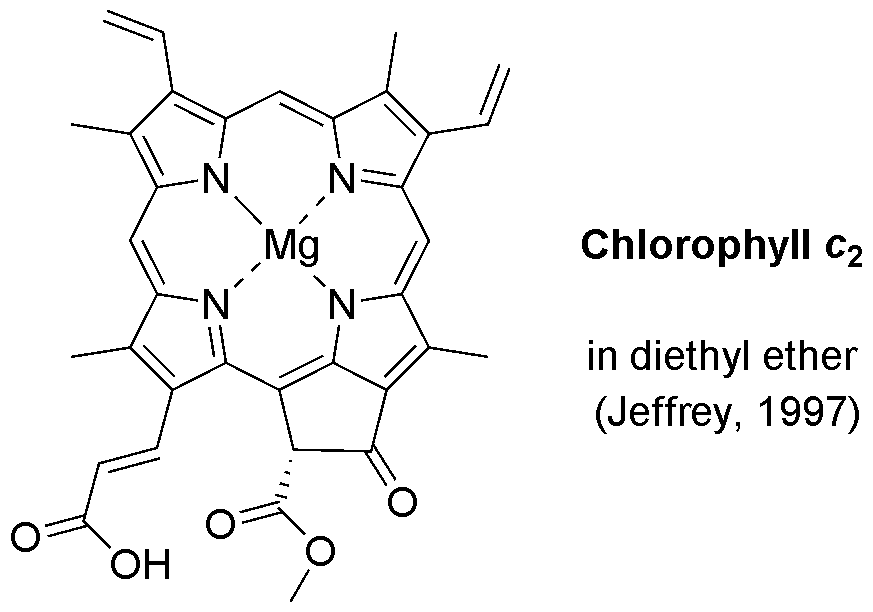 N
N
Mg
Chlorophyll c2
N
N
in diethyl ether
(Jeffrey, 1997)
O
O
O
O
OH